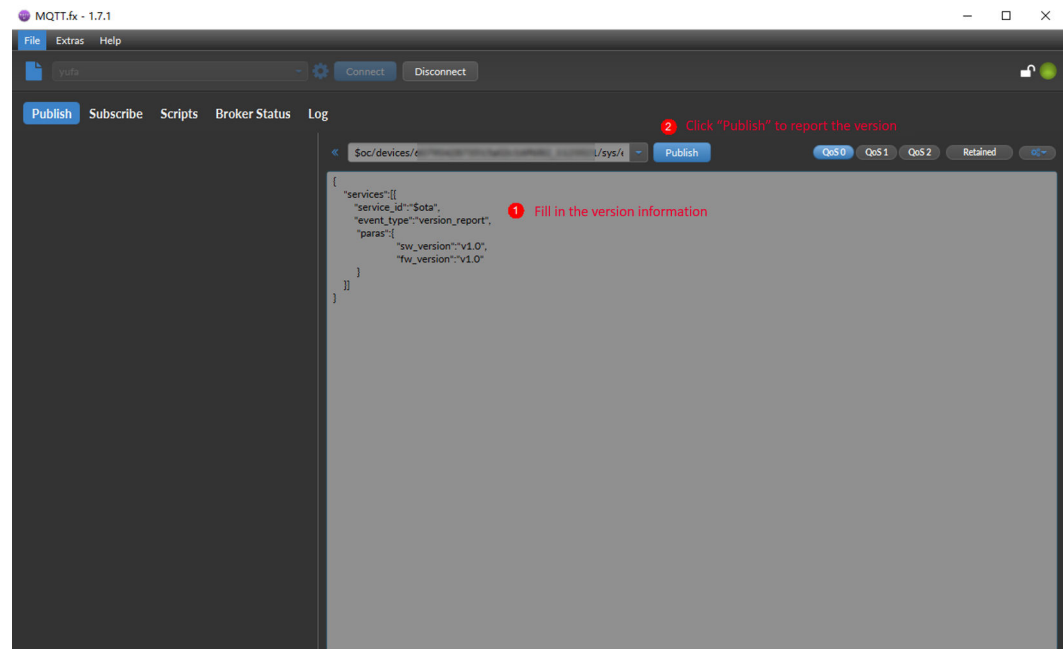 MQTT.fx - 1.7.1
File Extras Help
yufa
Connect Disconnect
Publish Subscribe Scripts Broker Status Log
2 Click "Publish" to report the version
$oc/devices/ /sys/ Publish QoS 0 QoS 1 QoS 2 Retained
{
"services":[{
"service_id":"$ota",
1 Fill in the version information
"event_type":"version_report",
"paras":{
"sw_version":"v1.0",
"fw_version":"v1.0"
}
}]
}